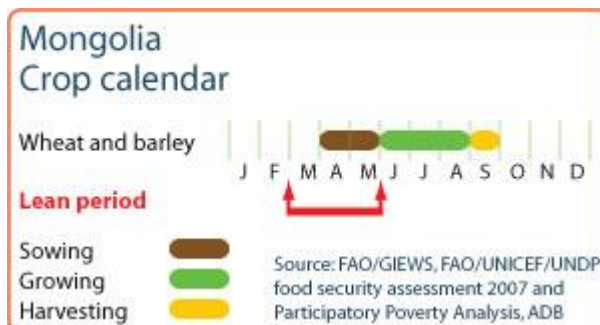 Mongolia
Crop calendar
Wheat and barley
J F M A M J J A S O N D
Lean period
Sowing
Growing
Harvesting
Source: FAO/GIEWS, FAO/UNICEF/UNDP
food security assessment 2007 and
Participatory Poverty Analysis, ADB